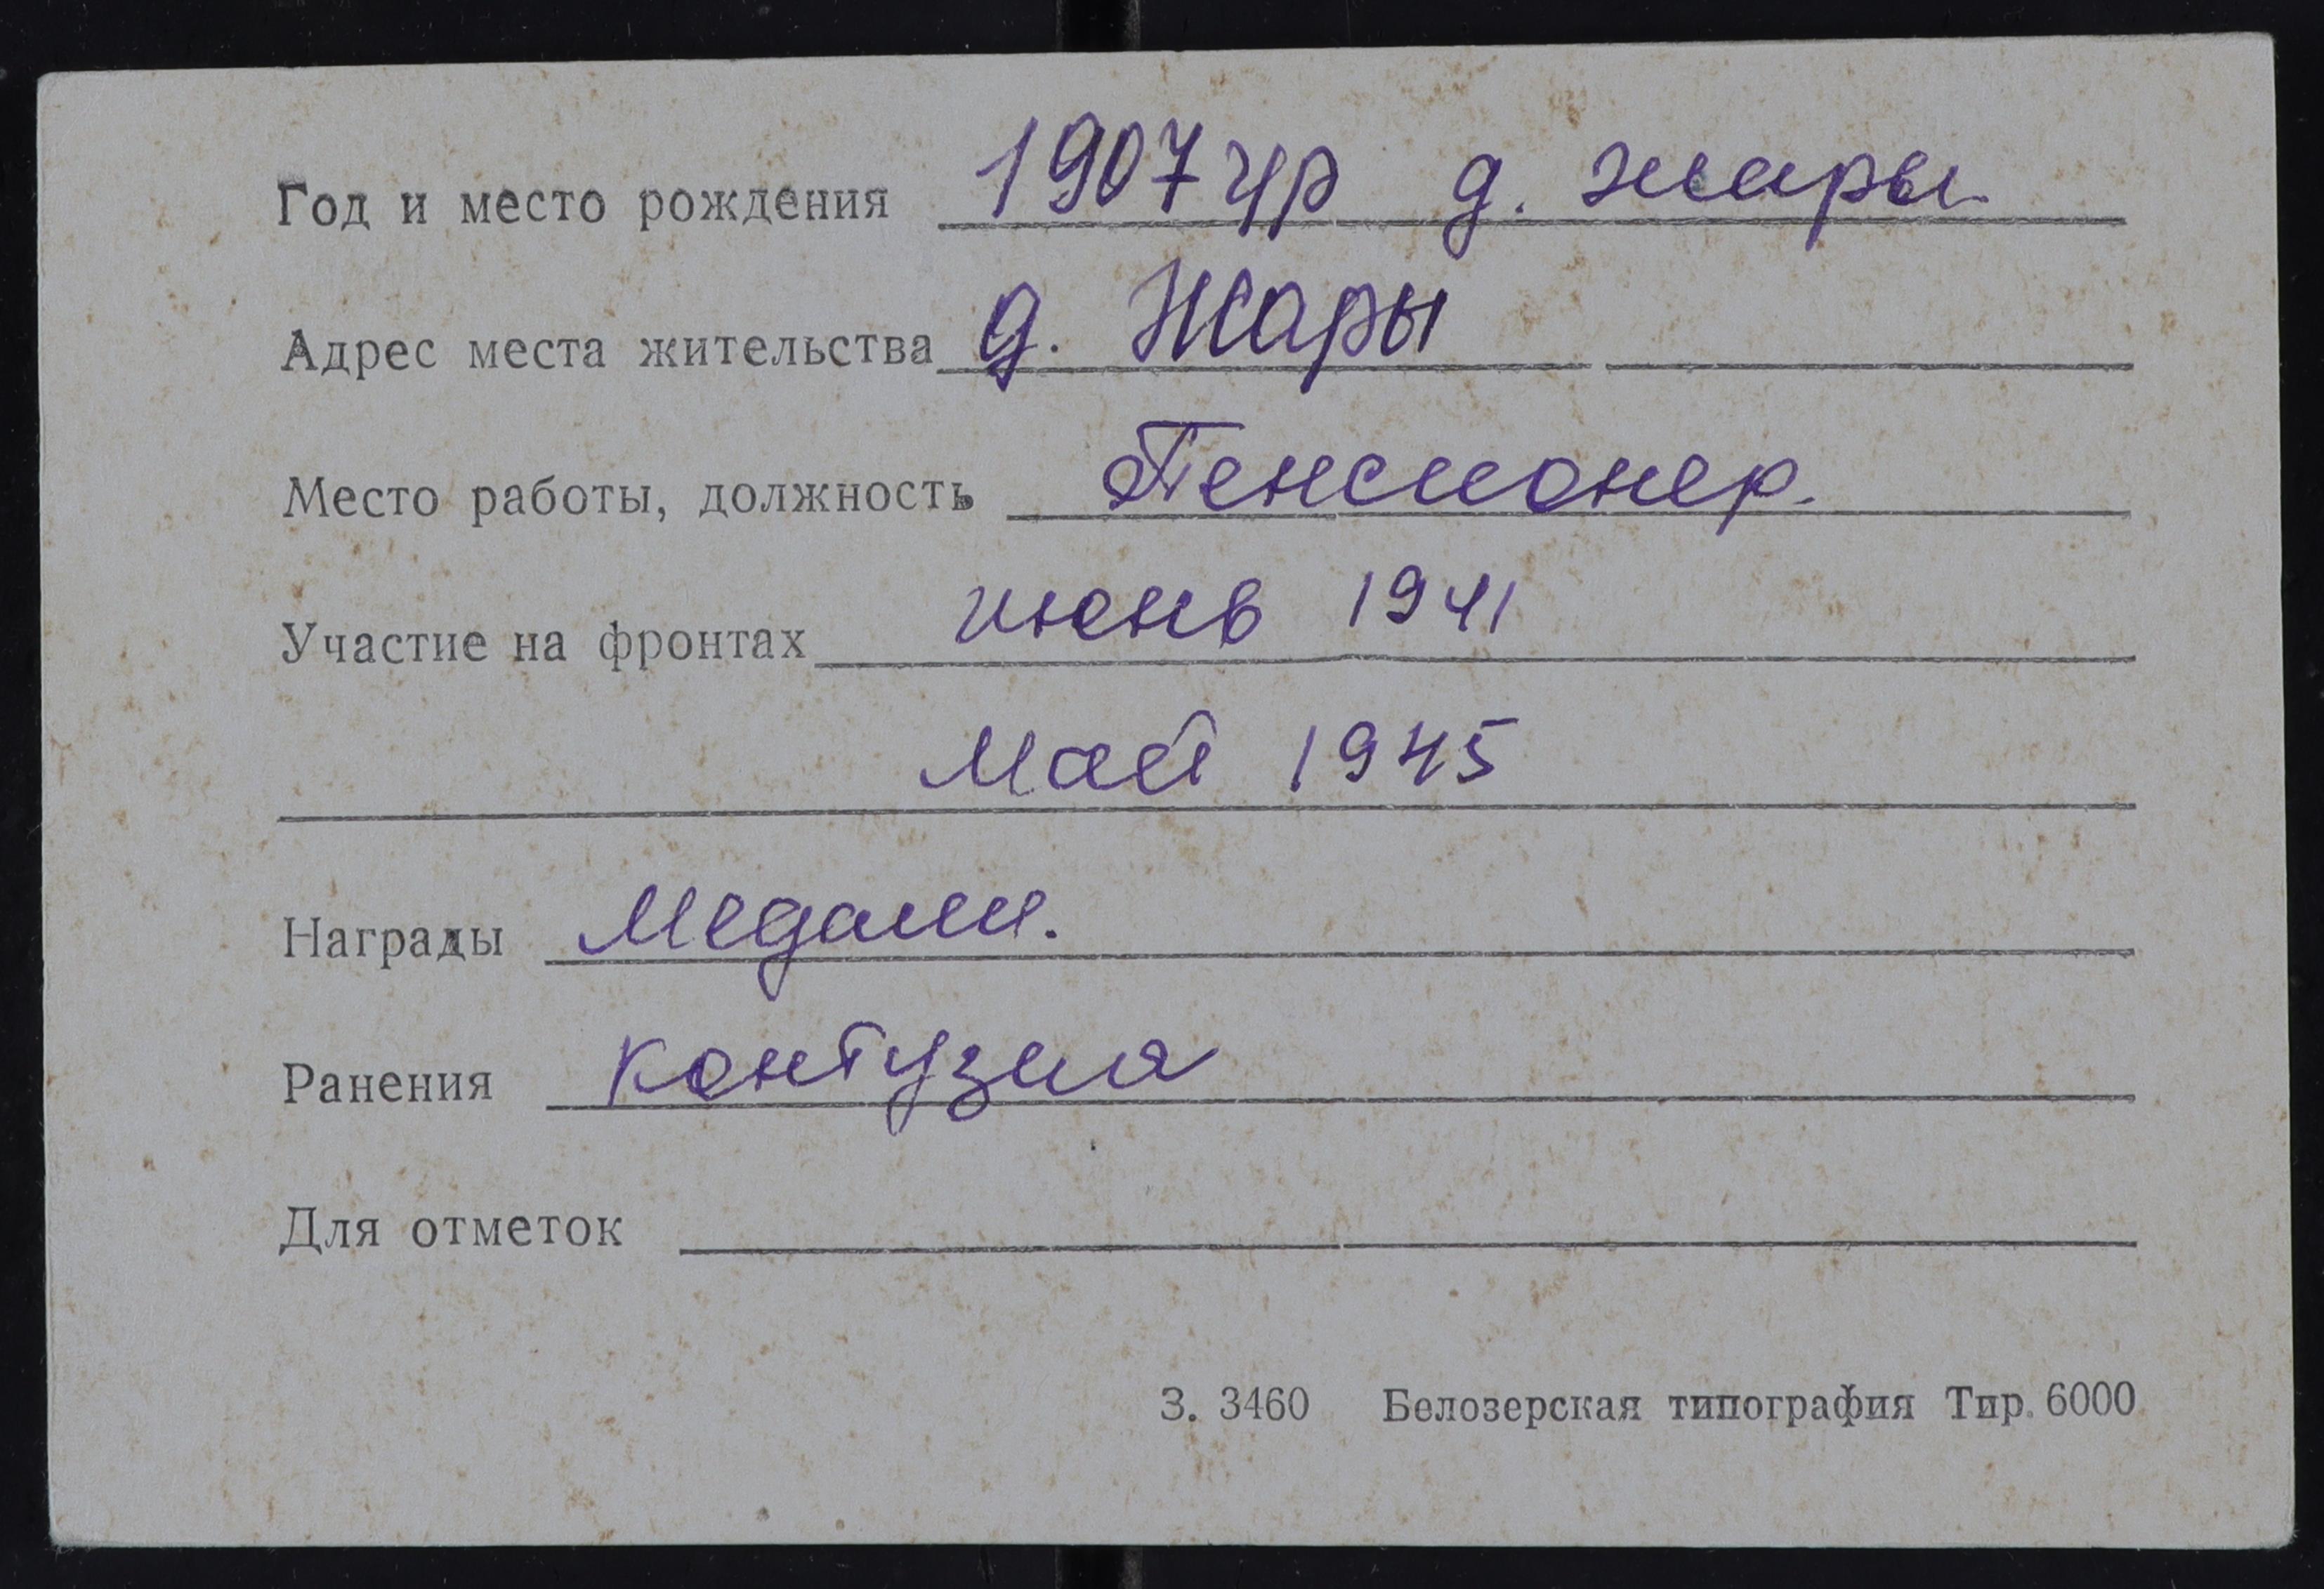 Год и место рождения 1907 г р д. жары.
Адрес места жительства д. Жары
Место работы, должность Пенсионер.
Участие на фронтах июнь 1941
Май 1945
Награды Медали.
Ранения контузия
Для отметок
З. 3460 Белозерская типография Тир. 6000